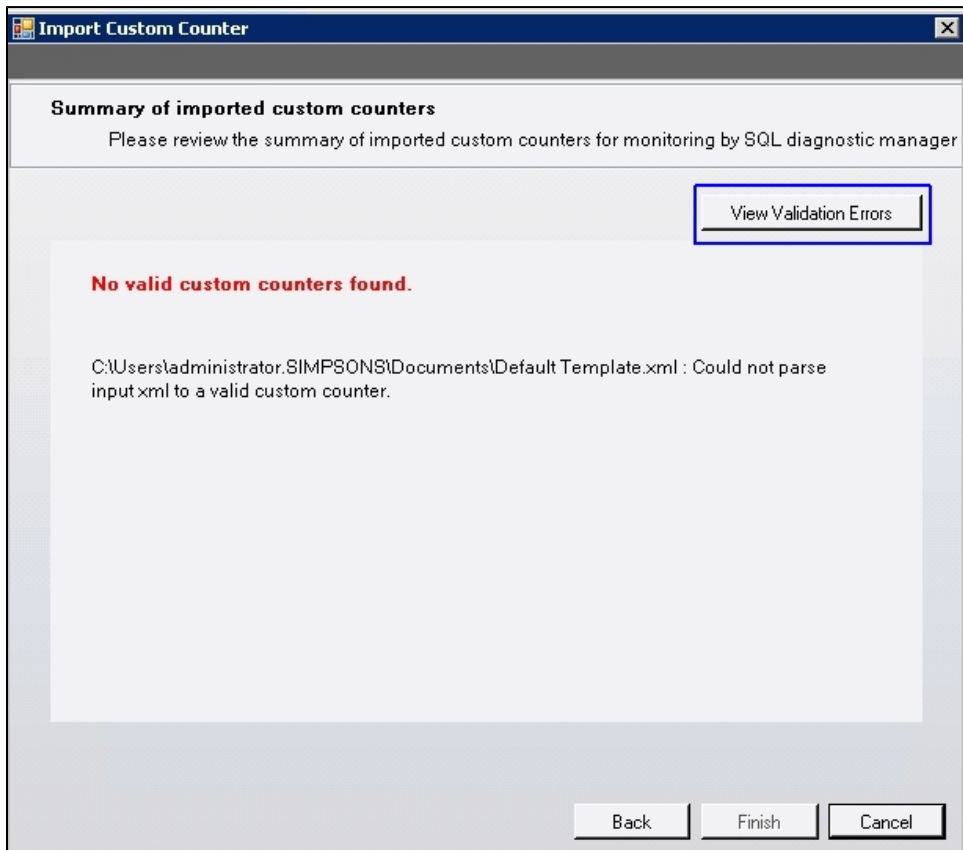 Import Custom Counter
Summary of imported custom counters
Please review the summary of imported custom counters for monitoring by SQL diagnostic manager
View Validation Errors
No valid custom counters found.
C:\Users\administrator.SIMPSONS\Documents\Default Template.xml : Could not parse
input xml to a valid custom counter.
Back
Finish
Cancel